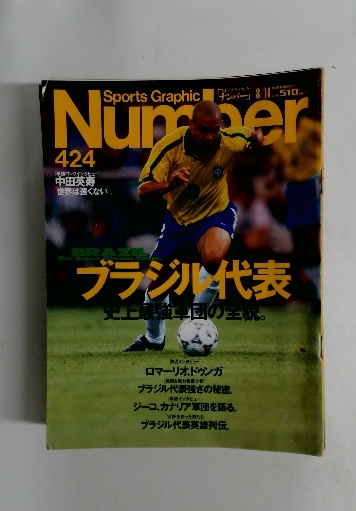 Sports Graphic
Number
「ナンバー」
8/14
510
424
中田英寿
「世界は遠くない」
BRAZIL
ブラジル代表
史上最強軍団の全貌。
ロマーリオ、ドゥンガ
ブラジル代表強さの秘密。
ジーコ、カナリア軍団を語る。
ブラジル代表英雄列伝。